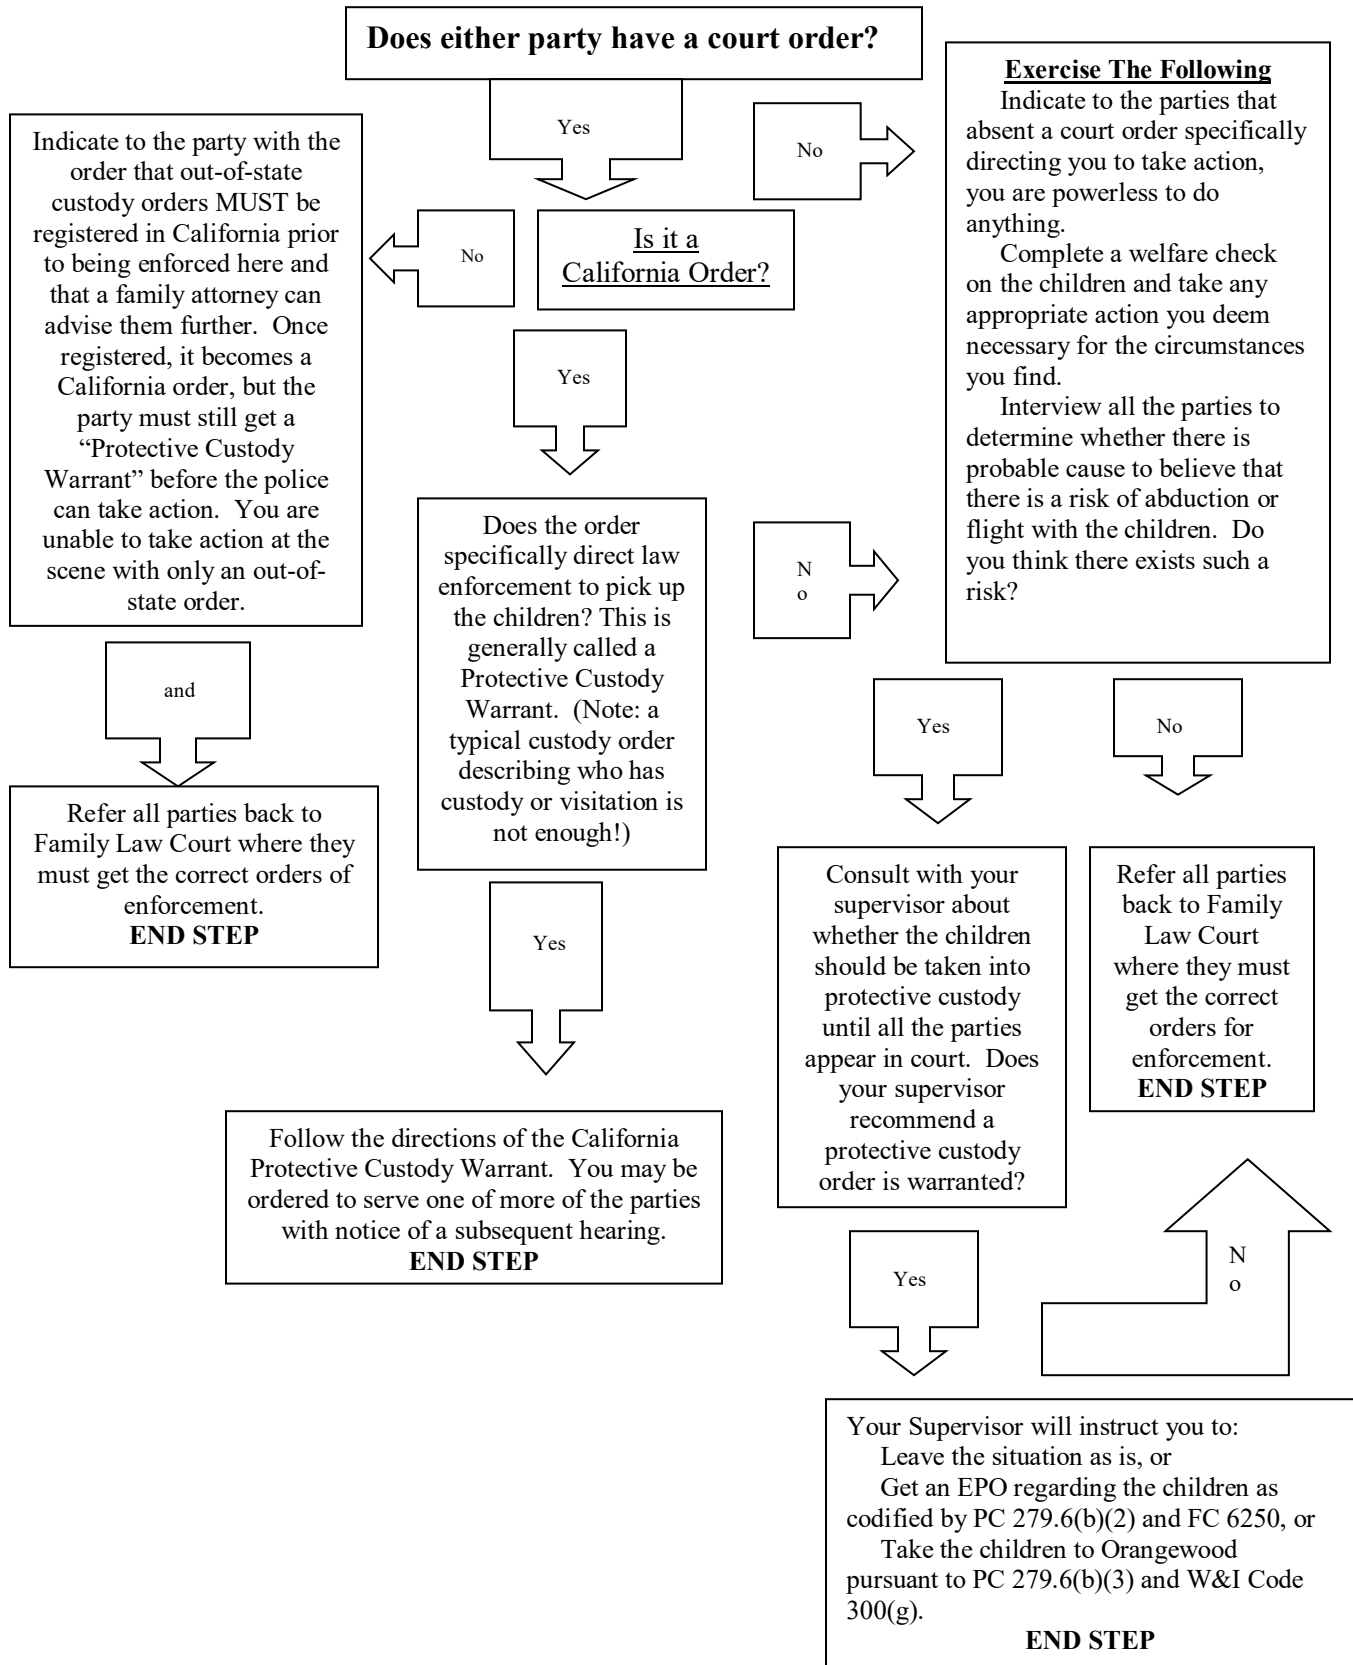 Does either party have a court order?
Yes
No
Exercise The Following
Indicate to the parties that
absent a court order specifically
directing you to take action,
you are powerless to do
anything.
Complete a welfare check
on the children and take any
appropriate action you deem
necessary for the circumstances
you find.
Interview all the parties to
determine whether there is
probable cause to believe that
there is a risk of abduction or
flight with the children.  Do
you think there exists such a
risk?
Indicate to the party with the
order that out-of-state
custody orders MUST be
registered in California prior
to being enforced here and
that a family attorney can
advise them further.  Once
registered, it becomes a
California order, but the
party must still get a
“Protective Custody
Warrant” before the police
can take action.  You are
unable to take action at the
scene with only an out-of-
state order.
No
Is it a
California Order?
Yes
Does the order
specifically direct law
enforcement to pick up
the children? This is
generally called a
Protective Custody
Warrant.  (Note: a
typical custody order
describing who has
custody or visitation is
not enough!)
N
o
and
Refer all parties back to
Family Law Court where they
must get the correct orders of
enforcement.
END STEP
Yes
No
Yes
Consult with your
supervisor about
whether the children
should be taken into
protective custody
until all the parties
appear in court.  Does
your supervisor
recommend a
protective custody
order is warranted?
Refer all parties
back to Family
Law Court
where they must
get the correct
orders for
enforcement.
END STEP
Follow the directions of the California
Protective Custody Warrant.  You may be
ordered to serve one of more of the parties
with notice of a subsequent hearing.
END STEP
Yes
N
o
Your Supervisor will instruct you to:
Leave the situation as is, or
Get an EPO regarding the children as
codified by PC 279.6(b)(2) and FC 6250, or
Take the children to Orangewood
pursuant to PC 279.6(b)(3) and W&I Code
300(g).
END STEP